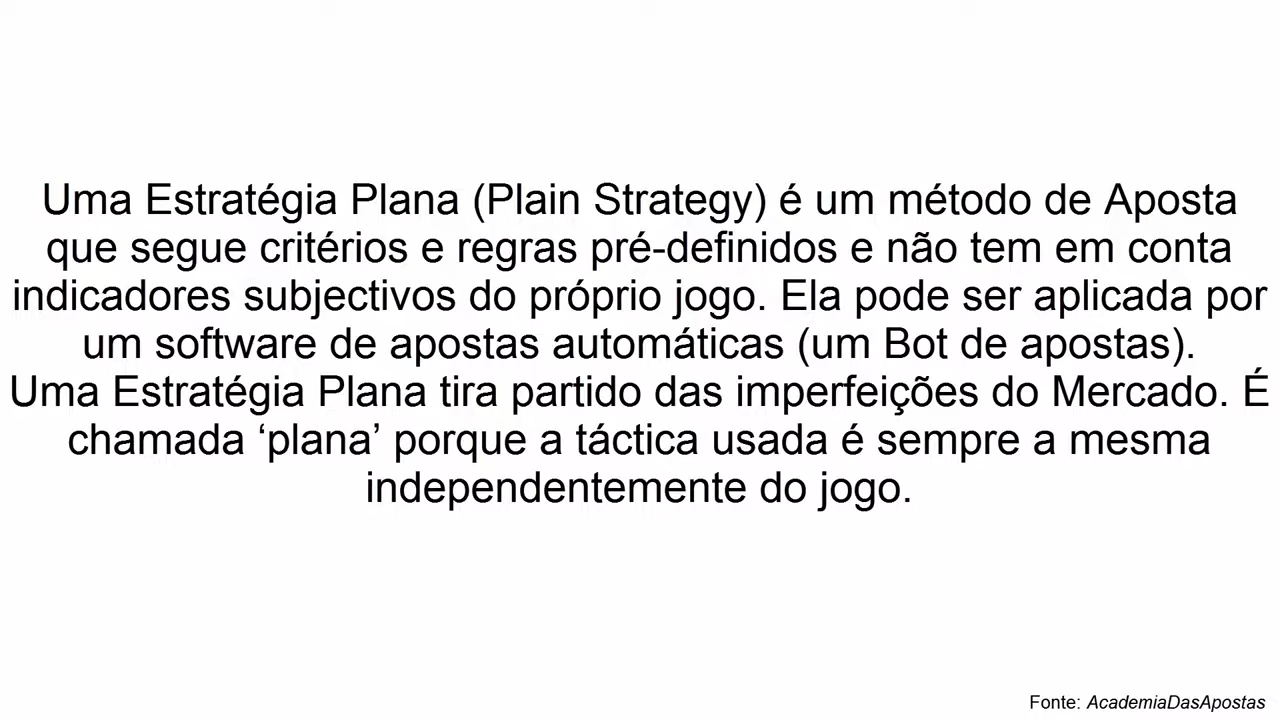 Uma Estratégia Plana (Plain Strategy) é um método de Aposta
que segue critérios e regras pré-definidos e não tem em conta
indicadores subjectivos do próprio jogo. Ela pode ser aplicada por
um software de apostas automáticas (um Bot de apostas).
Uma Estratégia Plana tira partido das imperfeições do Mercado. É
chamada ‘plana’ porque a táctica usada é sempre a mesma
independentemente do jogo.
Fonte: AcademiaDasApostas